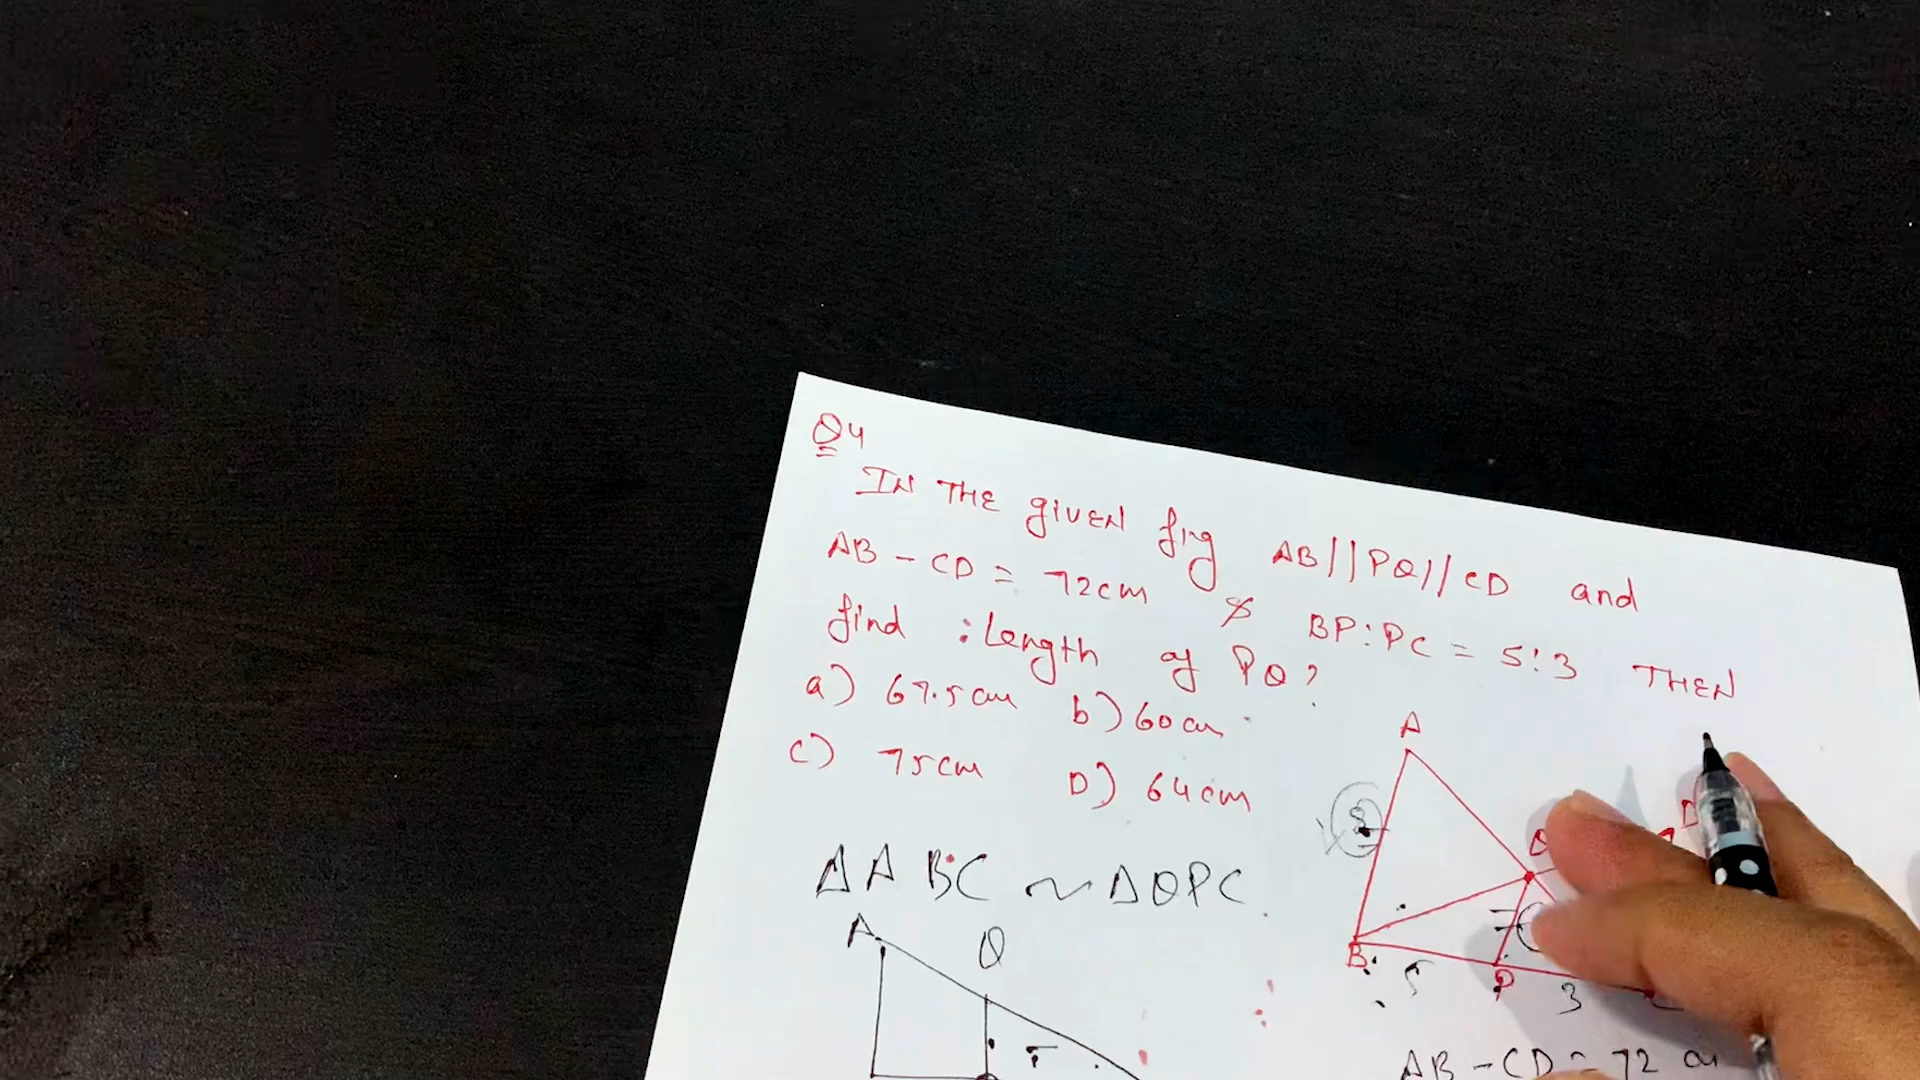 Q4
IN THE given fig AB||PQ||CD and
AB - CD = 72cm & BP:PC = 5:3 THEN
find : Length of PQ?
a) 67.5cm b) 60cm
c) 75cm D) 64cm
ΔABC ~ ΔQPC
A Q
A
8
D
Q
B 5 P 3
AB - CD = 72